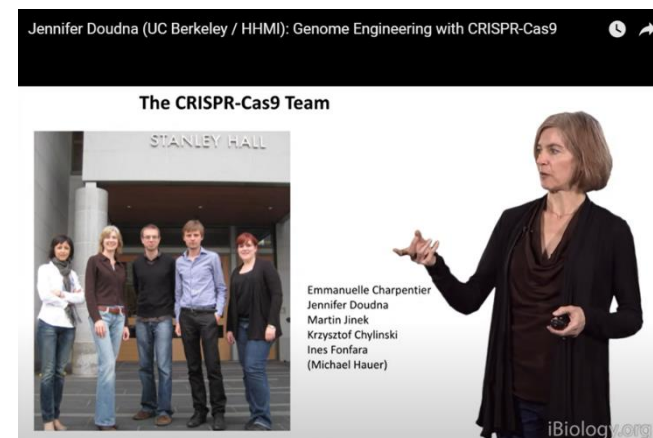 Jennifer Doudna (UC Berkeley / HHMI): Genome Engineering with CRISPR-Cas9
The CRISPR-Cas9 Team
STANLEY HALL
Emmanuelle Charpentier
Jennifer Doudna
Martin Jinek
Krzysztof Chylinski
Ines Fonfara
(Michael Hauer)
iBiology.org